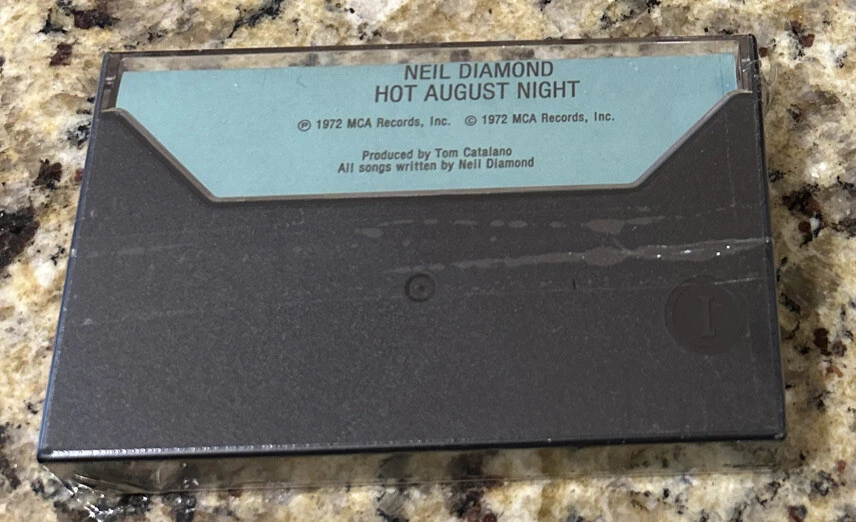 NEIL DIAMOND
HOT AUGUST NIGHT
℗ 1972 MCA Records, Inc. © 1972 MCA Records, Inc.
Produced by Tom Catalano
All songs written by Neil Diamond